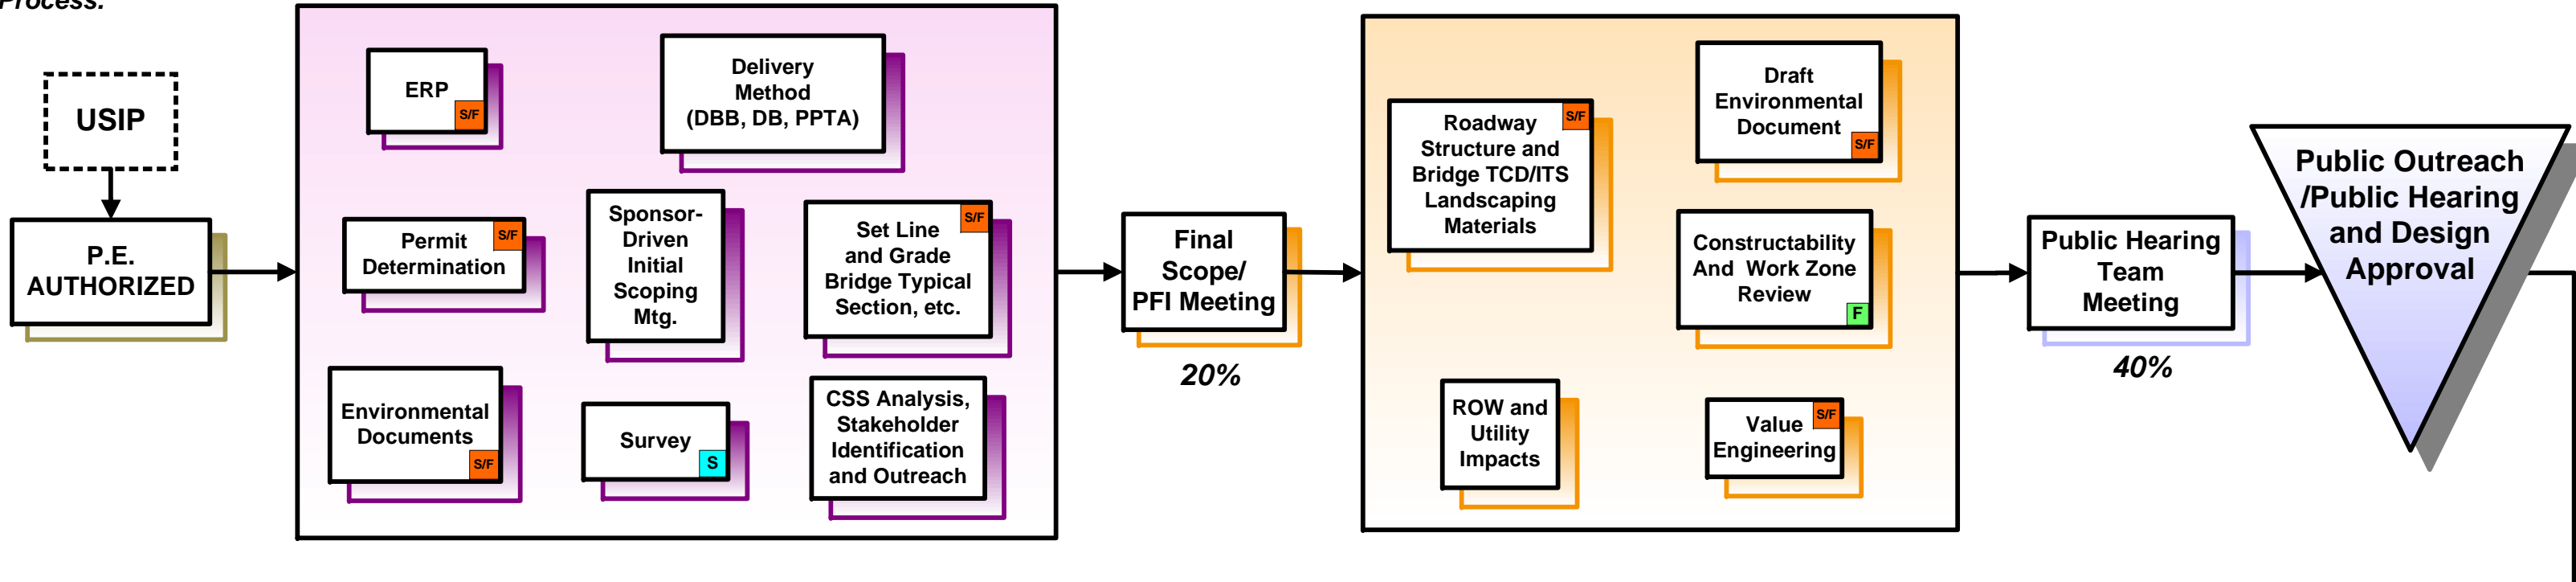 Process.
USIP
P.E.
AUTHORIZED
ERP
S/F
Delivery
Method
(DBB, DB, PPTA)
Permit
Determination
S/F
Sponsor-
Driven
Initial
Scoping
Mtg.
Set Line
and Grade
Bridge Typical
Section, etc.
S/F
Environmental
Documents
S/F
Survey
S
CSS Analysis,
Stakeholder
Identification
and Outreach
Final
Scope/
PFI Meeting
20%
Roadway
Structure and
Bridge TCD/ITS
Landscaping
Materials
S/F
Draft
Environmental
Document
S/F
Constructability
And Work Zone
Review
F
ROW and
Utility
Impacts
Value
Engineering
S/F
Public Hearing
Team
Meeting
40%
Public Outreach
/Public Hearing
and Design
Approval